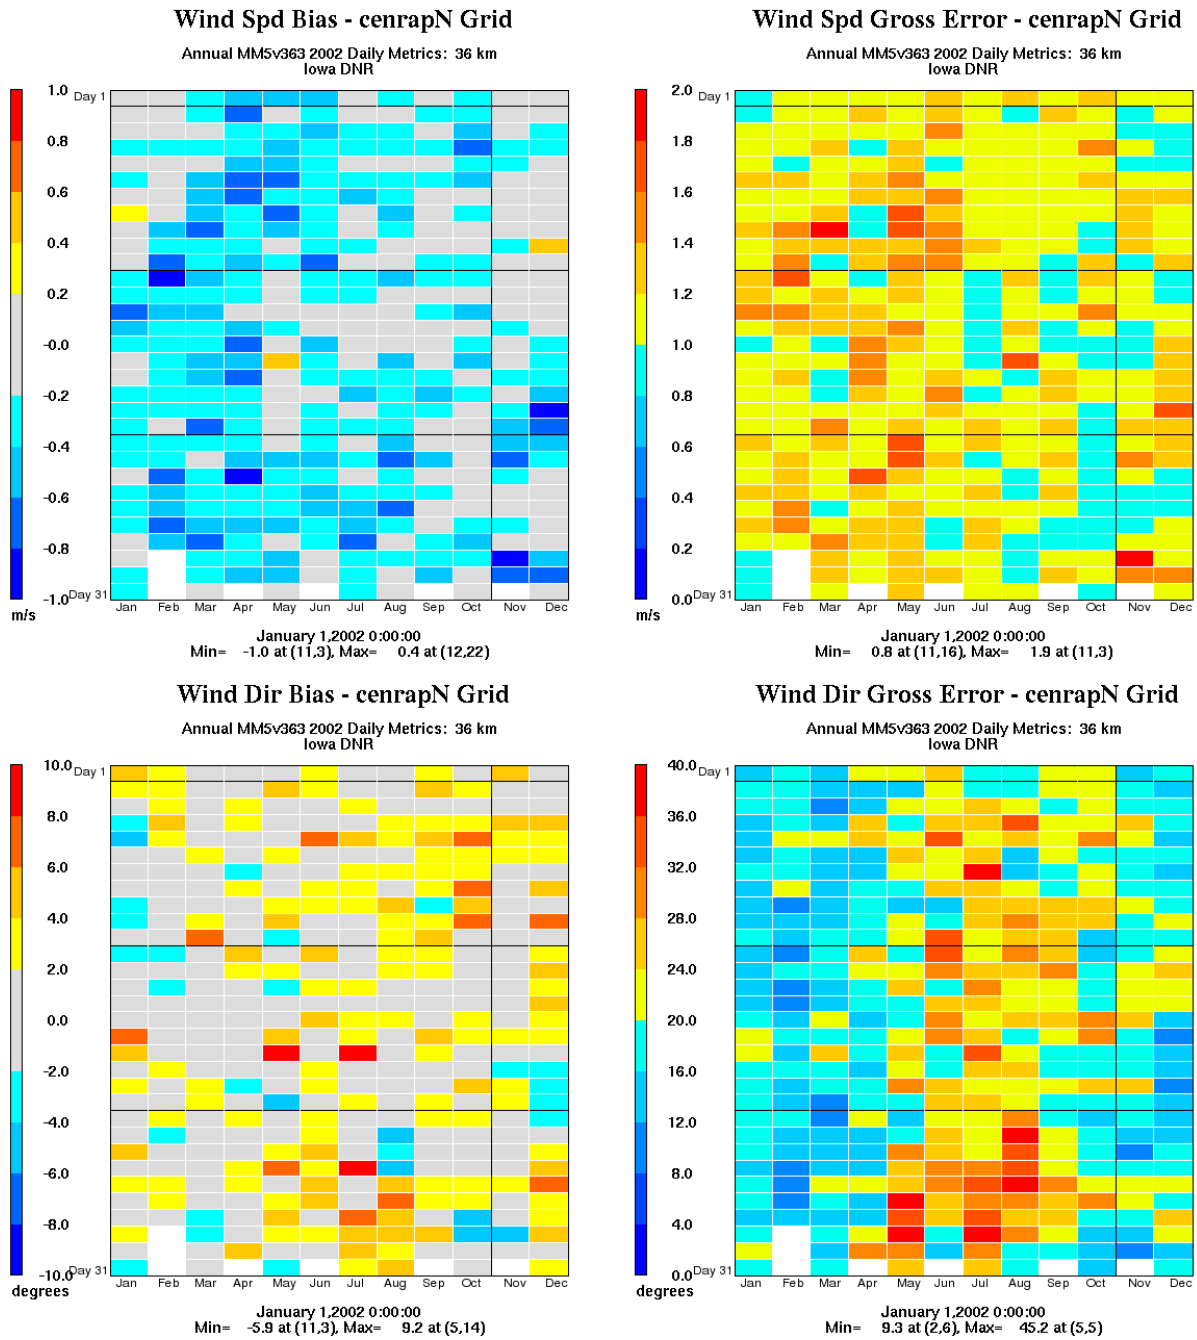 Wind Spd Bias - cenrapN Grid
Annual MM5v363 2002 Daily Metrics: 36 km
Iowa DNR
1.0
0.8
0.6
0.4
0.2
-0.0
-0.2
-0.4
-0.6
-0.8
-1.0
m/s
Day 1
Day 31
Jan Feb Mar Apr May Jun Jul Aug Sep Oct Nov Dec
January 1,2002 0:00:00
Min= -1.0 at (11,3), Max= 0.4 at (12,22)
Wind Spd Gross Error - cenrapN Grid
Annual MM5v363 2002 Daily Metrics: 36 km
Iowa DNR
2.0
1.8
1.6
1.4
1.2
1.0
0.8
0.6
0.4
0.2
0.0
m/s
Day 1
Day 31
Jan Feb Mar Apr May Jun Jul Aug Sep Oct Nov Dec
January 1,2002 0:00:00
Min= 0.8 at (11,16), Max= 1.9 at (11,3)
Wind Dir Bias - cenrapN Grid
Annual MM5v363 2002 Daily Metrics: 36 km
Iowa DNR
10.0
8.0
6.0
4.0
2.0
0.0
-2.0
-4.0
-6.0
-8.0
-10.0
degrees
Day 1
Day 31
Jan Feb Mar Apr May Jun Jul Aug Sep Oct Nov Dec
January 1,2002 0:00:00
Min= -5.9 at (11,3), Max= 9.2 at (5,14)
Wind Dir Gross Error - cenrapN Grid
Annual MM5v363 2002 Daily Metrics: 36 km
Iowa DNR
40.0
36.0
32.0
28.0
24.0
20.0
16.0
12.0
8.0
4.0
0.0
degrees
Day 1
Day 31
Jan Feb Mar Apr May Jun Jul Aug Sep Oct Nov Dec
January 1,2002 0:00:00
Min= 9.3 at (2,6), Max= 45.2 at (5,5)